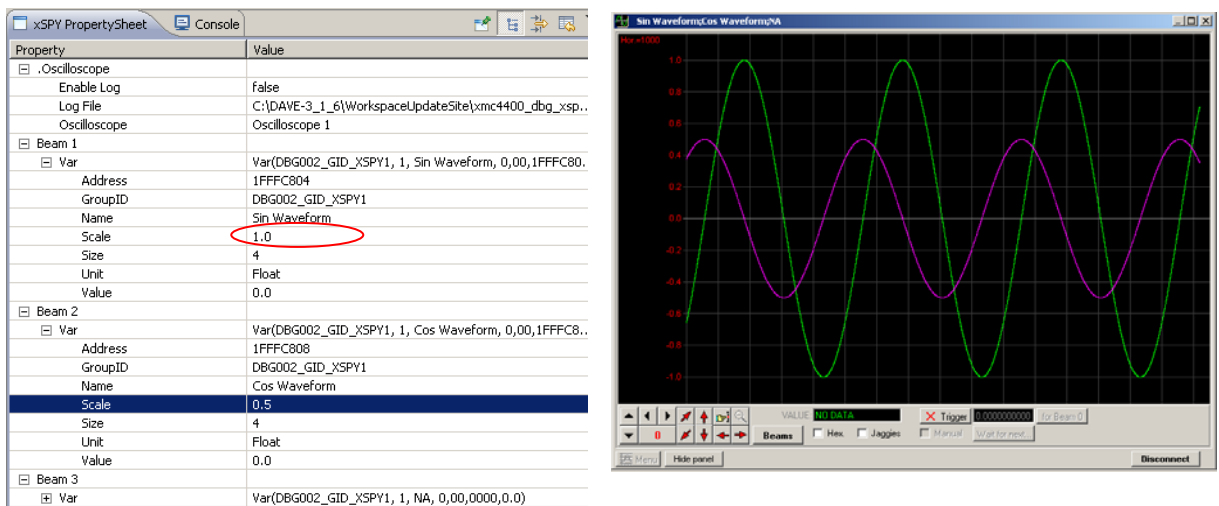 xSPY PropertySheet Console
Property Value
.Oscilloscope
Enable Log false
Log File C:\DAVE-3_1_6\WorkspaceUpdateSite\xmc4400_dbg_xsp..
Oscilloscope Oscilloscope 1
Beam 1
Var Var(DBG002_GID_XSPY1, 1, Sin Waveform, 0,00,1FFFC80.
Address 1FFFC804
GroupID DBG002_GID_XSPY1
Name Sin Waveform
Scale 1.0
Size 4
Unit Float
Value 0.0
Beam 2
Var Var(DBG002_GID_XSPY1, 1, Cos Waveform, 0,00,1FFFC8..
Address 1FFFC808
GroupID DBG002_GID_XSPY1
Name Cos Waveform
Scale 0.5
Size 4
Unit Float
Value 0.0
Beam 3
Var Var(DBG002_GID_XSPY1, 1, NA, 0,00,0000,0.0)
Sin Waveform;Cos Waveform;NA
Hor.=1000
1.0
0.8
0.6
0.4
0.2
0.0
-0.2
-0.4
-0.6
-0.8
-1.0
VALUE NO DATA Trigger 0.0000000000 for Beam 0
0 Beams Hex. Jaggies Manual Wait for next...
Menu Hide panel Disconnect